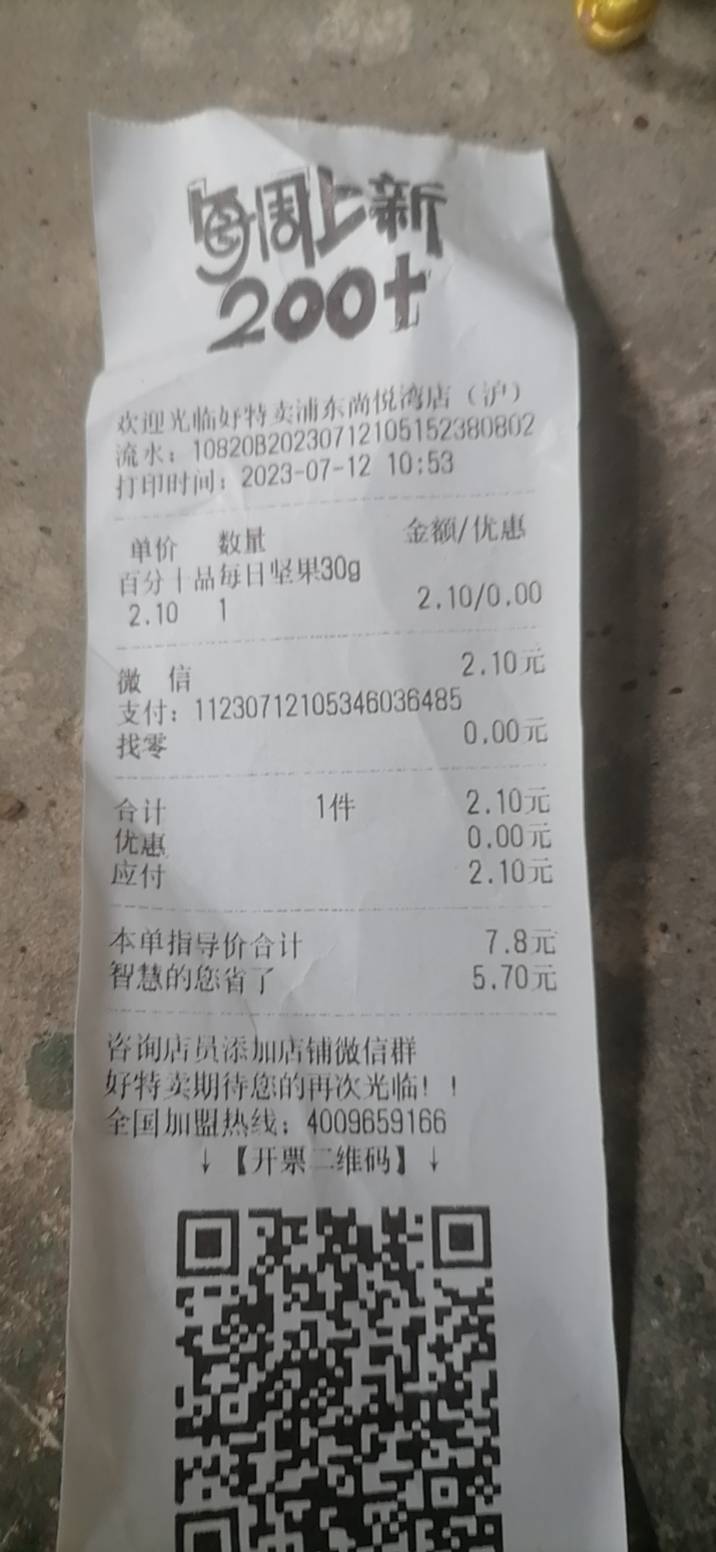 每周上新
200+
欢迎光临好特卖浦东尚悦湾店（沪）
流水：10820B20230712105152380802
打印时间：2023-07-12 10:53
单价 数量 金额/优惠
百分十品每日坚果30g
2.10 1 2.10/0.00
微 信 2.10元
支付：11230712105346036485
找零 0.00元
合计 1件 2.10元
优惠 0.00元
应付 2.10元
本单指导价合计 7.8元
智慧的您省了 5.70元
咨询店员添加店铺微信群
好特卖期待您的再次光临！！
全国加盟热线：4009659166
↓【开票二维码】↓